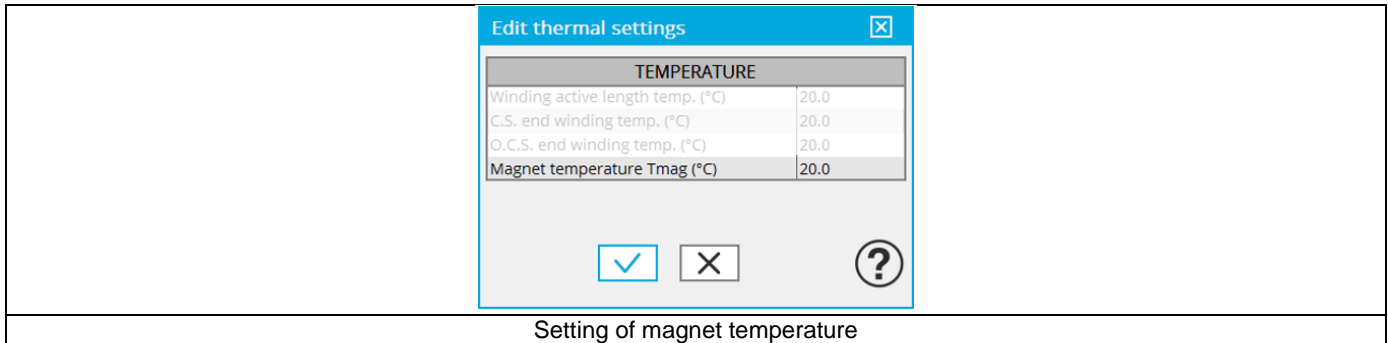 Edit thermal settings
TEMPERATURE
Winding active length temp. (°C) 20.0
C.S. end winding temp. (°C) 20.0
O.C.S. end winding temp. (°C) 20.0
Magnet temperature Tmag (°C) 20.0
?
Setting of magnet temperature